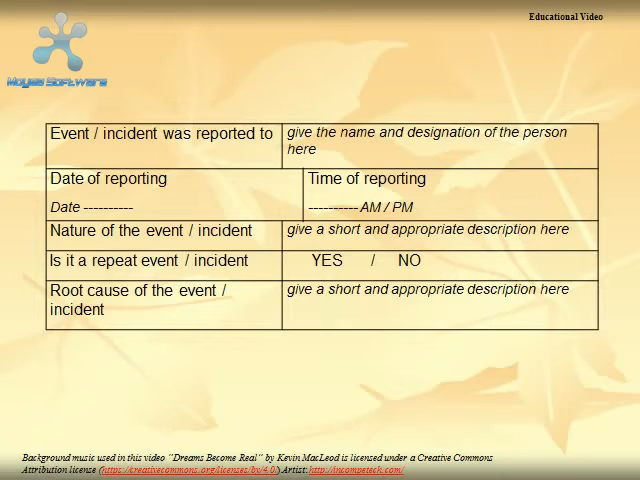 Educational Video
Moyea Software
Event / incident was reported to
give the name and designation of the person
here
Date of reporting
Time of reporting
Date ----------
---------- AM / PM
Nature of the event / incident
give a short and appropriate description here
Is it a repeat event / incident
YES / NO
Root cause of the event /
incident
give a short and appropriate description here
Background music used in this video "Dreams Become Real" by Kevin MacLeod is licensed under a Creative Commons
Attribution license (https://creativecommons.org/licenses/by/4.0/) Artist: http://incompetech.com/